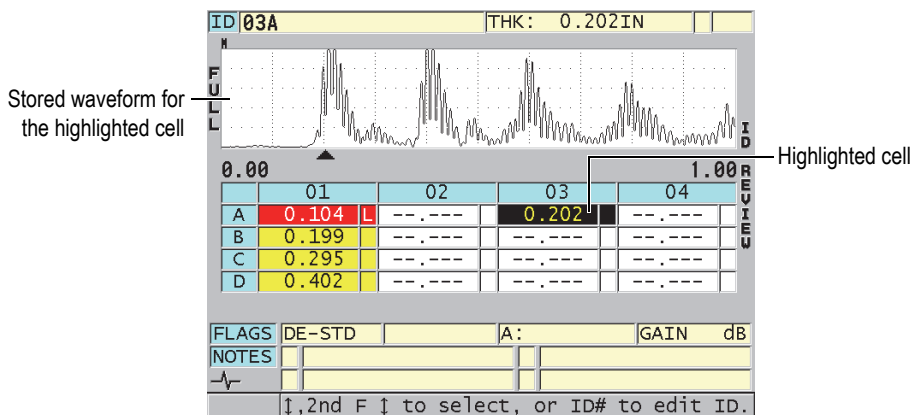 ID 03A THK: 0.202IN
M
FULL
Stored waveform for
the highlighted cell
ID REVIEW
Highlighted cell
0.00 1.00
01 02 03 04
A 0.104 L --.--- 0.202 --.---
B 0.199 --.--- --.--- --.---
C 0.295 --.--- --.--- --.---
D 0.402 --.--- --.--- --.---
FLAGS DE-STD A: GAIN dB
NOTES
↕,2nd F ↕ to select, or ID# to edit ID.